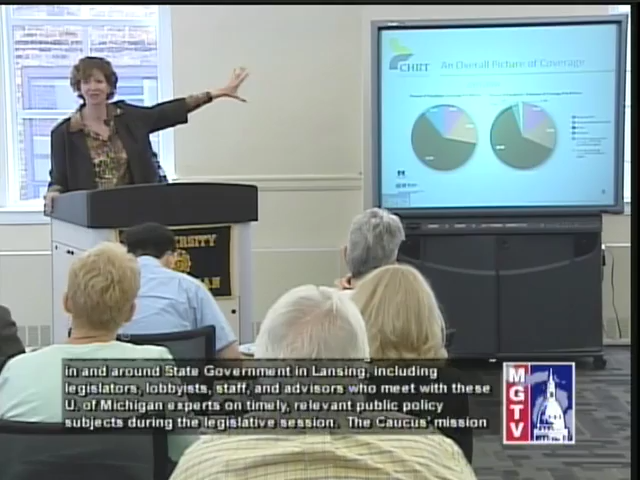 CHRT
An Overall Picture of Coverage
In and around State Government in Lansing, including
legislators, lobbyists, staff, and advisors who meet with these
U. of Michigan experts on timely, relevant public policy
subjects during the legislative session. The Caucus' mission
MGTV